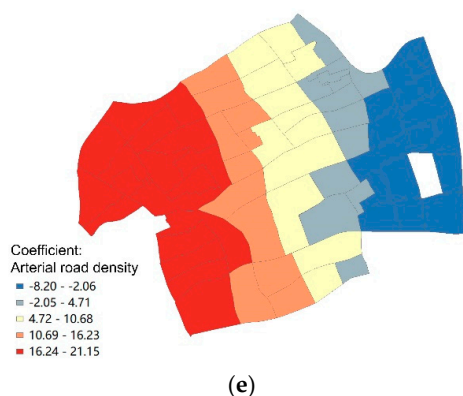 Coefficient:
Arterial road density
-8.20 - -2.06
-2.05 - 4.71
4.72 - 10.68
10.69 - 16.23
16.24 - 21.15
(e)